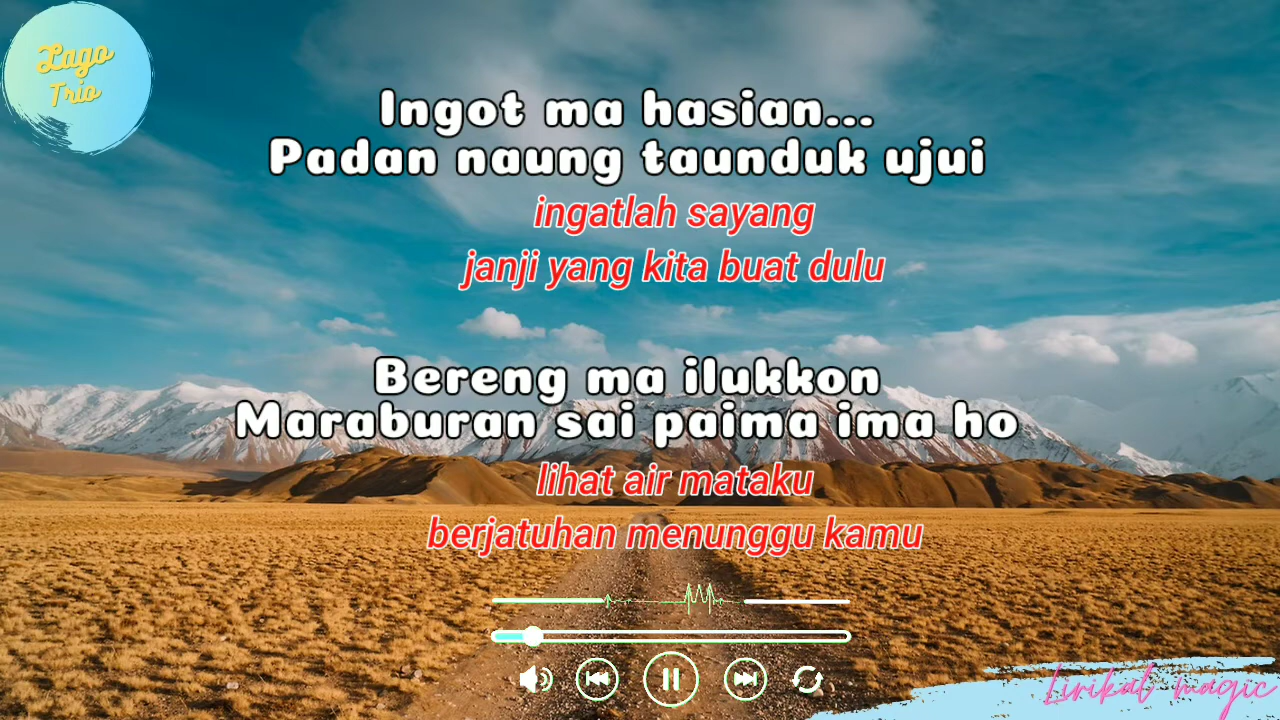 Lago
Trio
Ingot ma hasian...
Padan naung taunduk ujui
ingatlah sayang
janji yang kita buat dulu
Bereng ma ilukkon
Maraburan sai paima ima ho
lihat air mataku
berjatuhan menunggu kamu
Lirikal magic